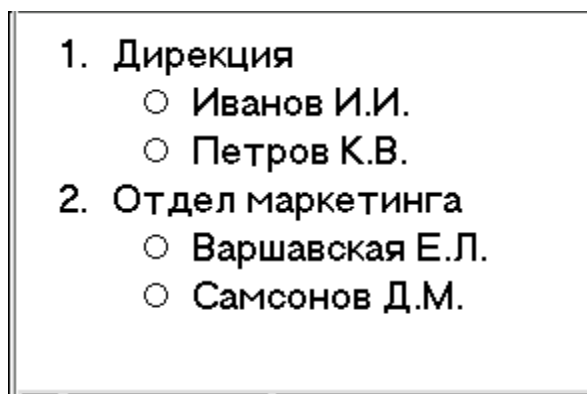 1. Дирекция
○ Иванов И.И.
○ Петров К.В.
2. Отдел маркетинга
○ Варшавская Е.Л.
○ Самсонов Д.М.